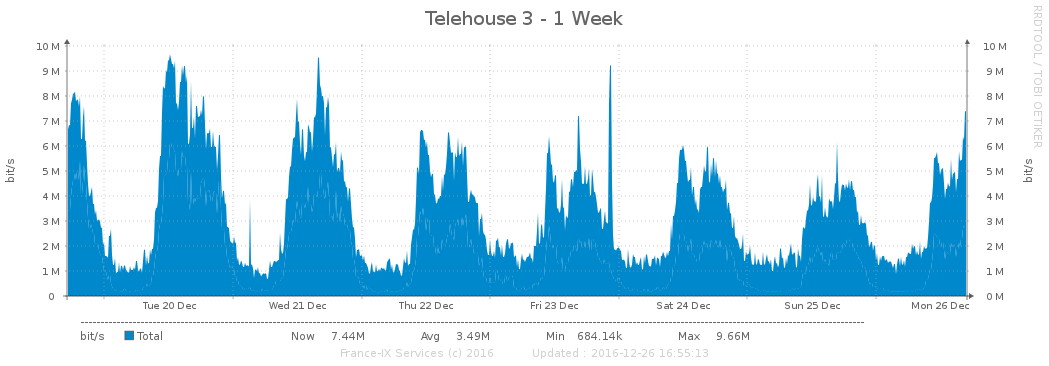 Telehouse 3 - 1 Week
RRDTOOL / TOBI OETIKER
bit/s
10 M 10 M
9 M 9 M
8 M 8 M
7 M 7 M
6 M 6 M
5 M 5 M
4 M 4 M
3 M 3 M
2 M 2 M
1 M 1 M
0 0 M
bit/s
Tue 20 Dec Wed 21 Dec Thu 22 Dec Fri 23 Dec Sat 24 Dec Sun 25 Dec Mon 26 Dec
bit/s Total Now 7.44M Avg 3.49M Min 684.14k Max 9.66M
France-IX Services (c) 2016 Updated : 2016-12-26 16:55:13